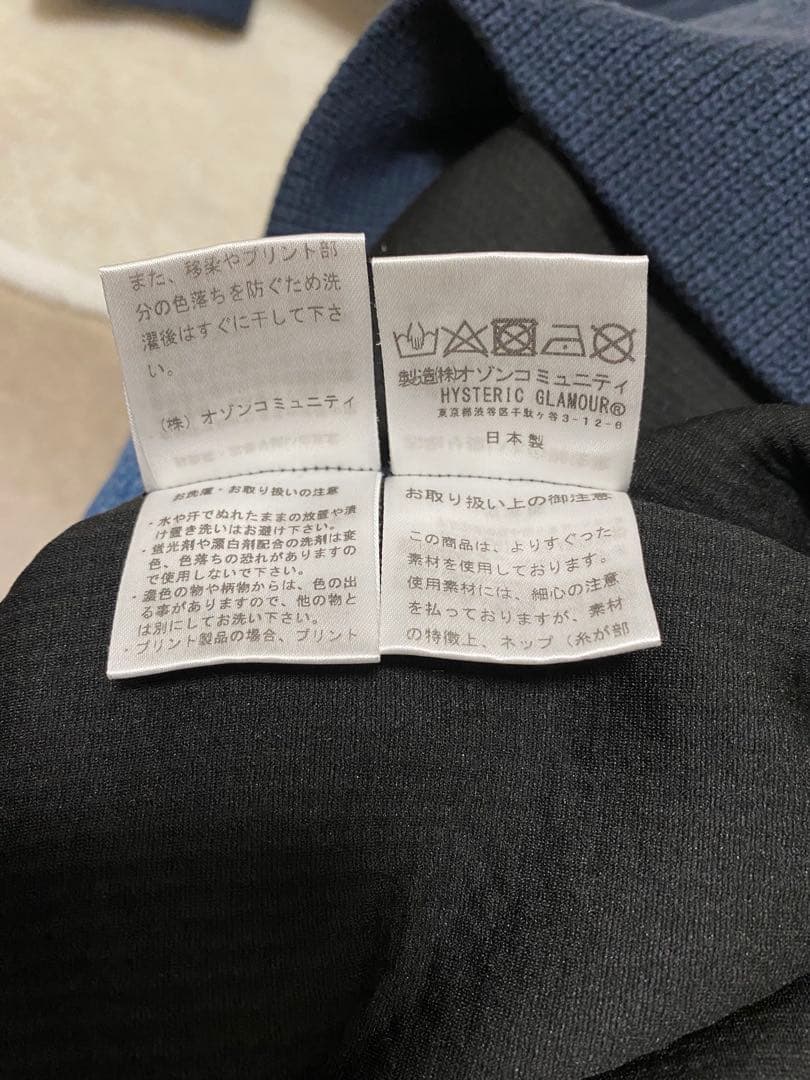 また、移染やプリント部
分の色落ちを防ぐため洗
濯後はすぐに干して下さ
い。
(株) オゾンコミュニティ
製造(株)オゾンコミュニティ
HYSTERIC GLAMOUR®
東京都渋谷区千駄ヶ谷3-12-6
日本製
お洗濯・お取り扱いの注意
・水や汗でぬれたままの放置や漬
け置き洗いはお避け下さい。
・蛍光剤や漂白剤配合の洗剤は変
色、色落ちの恐れがありますの
で使用しないで下さい。
・濃色の物や柄物からは、色の出
る事がありますので、他の物と
は別にしてお洗い下さい。
・プリント製品の場合、プリント
お取り扱い上の御注意
この商品は、よりすぐった
素材を使用しております。
使用素材には、細心の注意
を払っておりますが、素材
の特徴上、ネップ(糸が部